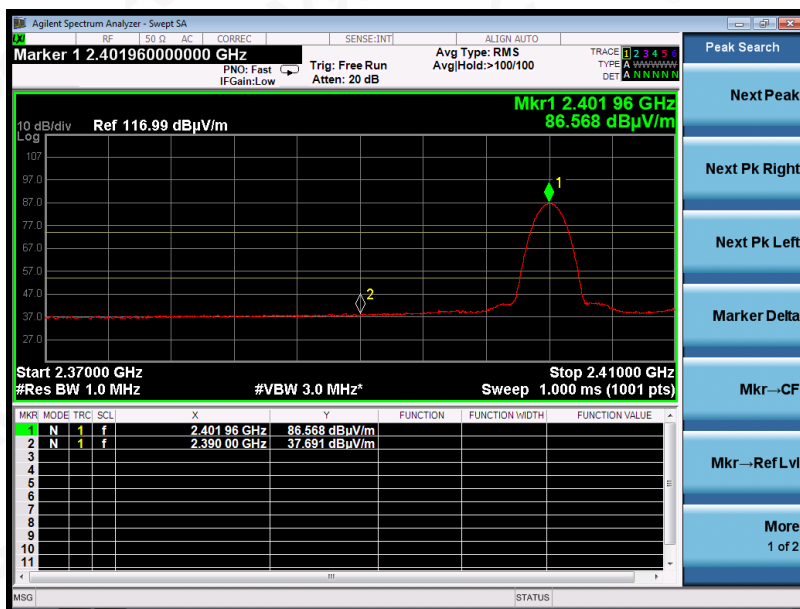 Agilent Spectrum Analyzer - Swept SA
LXI RF 50 Ω AC CORREC SENSE:INT ALIGN AUTO
Marker 1 2.401960000000 GHz
PNO: Fast
IFGain:Low
Trig: Free Run
Atten: 20 dB
Avg Type: RMS
Avg|Hold:>100/100
TRACE 1 2 3 4 5 6
TYPE A WWWWW
DET A N N N N N
Mkr1 2.401 96 GHz
86.568 dBµV/m
10 dB/div Ref 116.99 dBµV/m
Log
107
97.0
87.0
77.0
67.0
57.0
47.0
37.0
27.0
1
2
Start 2.37000 GHz Stop 2.41000 GHz
#Res BW 1.0 MHz #VBW 3.0 MHz* Sweep 1.000 ms (1001 pts)
MKR MODE TRC SCL X Y FUNCTION FUNCTION WIDTH FUNCTION VALUE
1 N 1 f 2.401 96 GHz 86.568 dBµV/m
2 N 1 f 2.390 00 GHz 37.691 dBµV/m
3
4
5
6
7
8
9
10
11
MSG STATUS
Peak Search
Next Peak
Next Pk Right
Next Pk Left
Marker Delta
Mkr→CF
Mkr→Ref Lvl
More
1 of 2